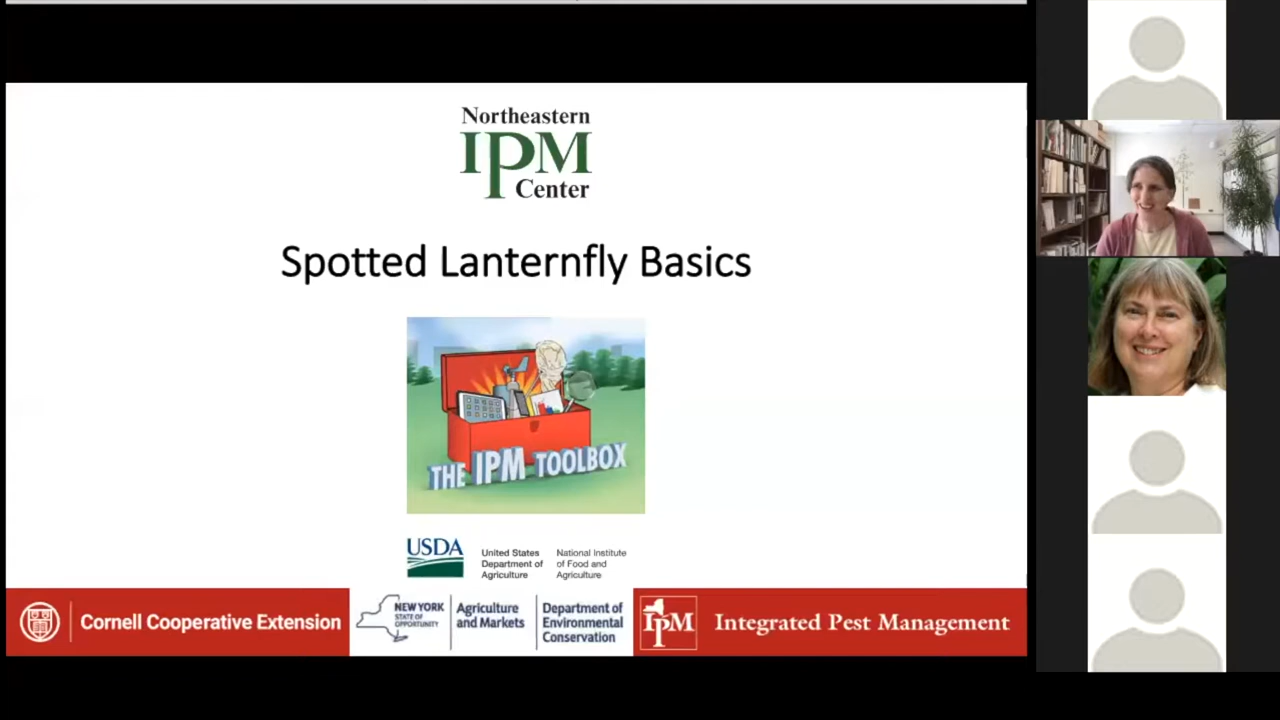 Northeastern
IPM
Center
Spotted Lanternfly Basics
THE IPM TOOLBOX
USDA
United States
Department of
Agriculture
National Institute
of Food and
Agriculture
Cornell Cooperative Extension
NEW YORK
STATE OF
OPPORTUNITY
Agriculture
and Markets
Department of
Environmental
Conservation
IPM
Integrated Pest Management